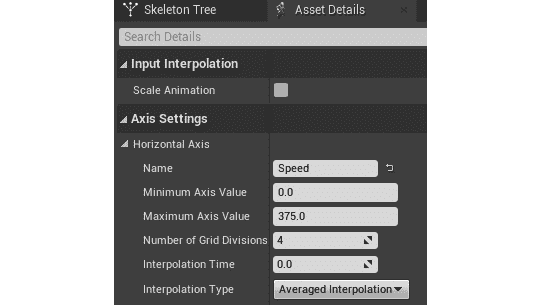 Skeleton Tree Asset Details
Search Details
Input Interpolation
Scale Animation
Axis Settings
Horizontal Axis
Name Speed
Minimum Axis Value 0.0
Maximum Axis Value 375.0
Number of Grid Divisions 4
Interpolation Time 0.0
Interpolation Type Averaged Interpolation